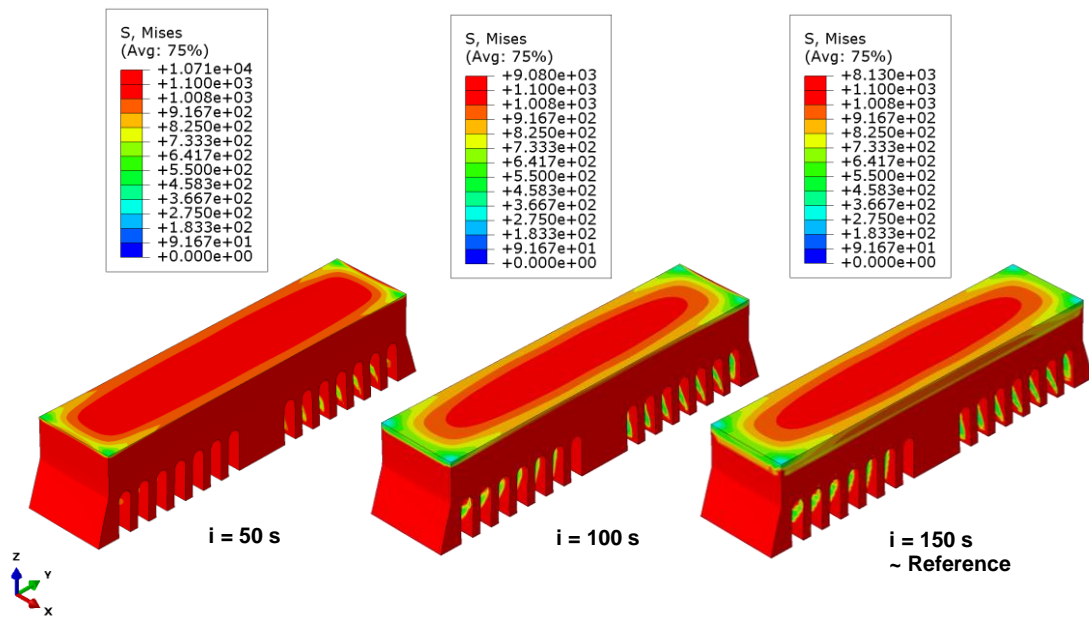 S, Mises
(Avg: 75%)
+1.071e+04
+1.100e+03
+1.008e+03
+9.167e+02
+8.250e+02
+7.333e+02
+6.417e+02
+5.500e+02
+4.583e+02
+3.667e+02
+2.750e+02
+1.833e+02
+9.167e+01
+0.000e+00
S, Mises
(Avg: 75%)
+9.080e+03
+1.100e+03
+1.008e+03
+9.167e+02
+8.250e+02
+7.333e+02
+6.417e+02
+5.500e+02
+4.583e+02
+3.667e+02
+2.750e+02
+1.833e+02
+9.167e+01
+0.000e+00
S, Mises
(Avg: 75%)
+8.130e+03
+1.100e+03
+1.008e+03
+9.167e+02
+8.250e+02
+7.333e+02
+6.417e+02
+5.500e+02
+4.583e+02
+3.667e+02
+2.750e+02
+1.833e+02
+9.167e+01
+0.000e+00
i = 50 s
i = 100 s
i = 150 s
~ Reference
Z
Y
X